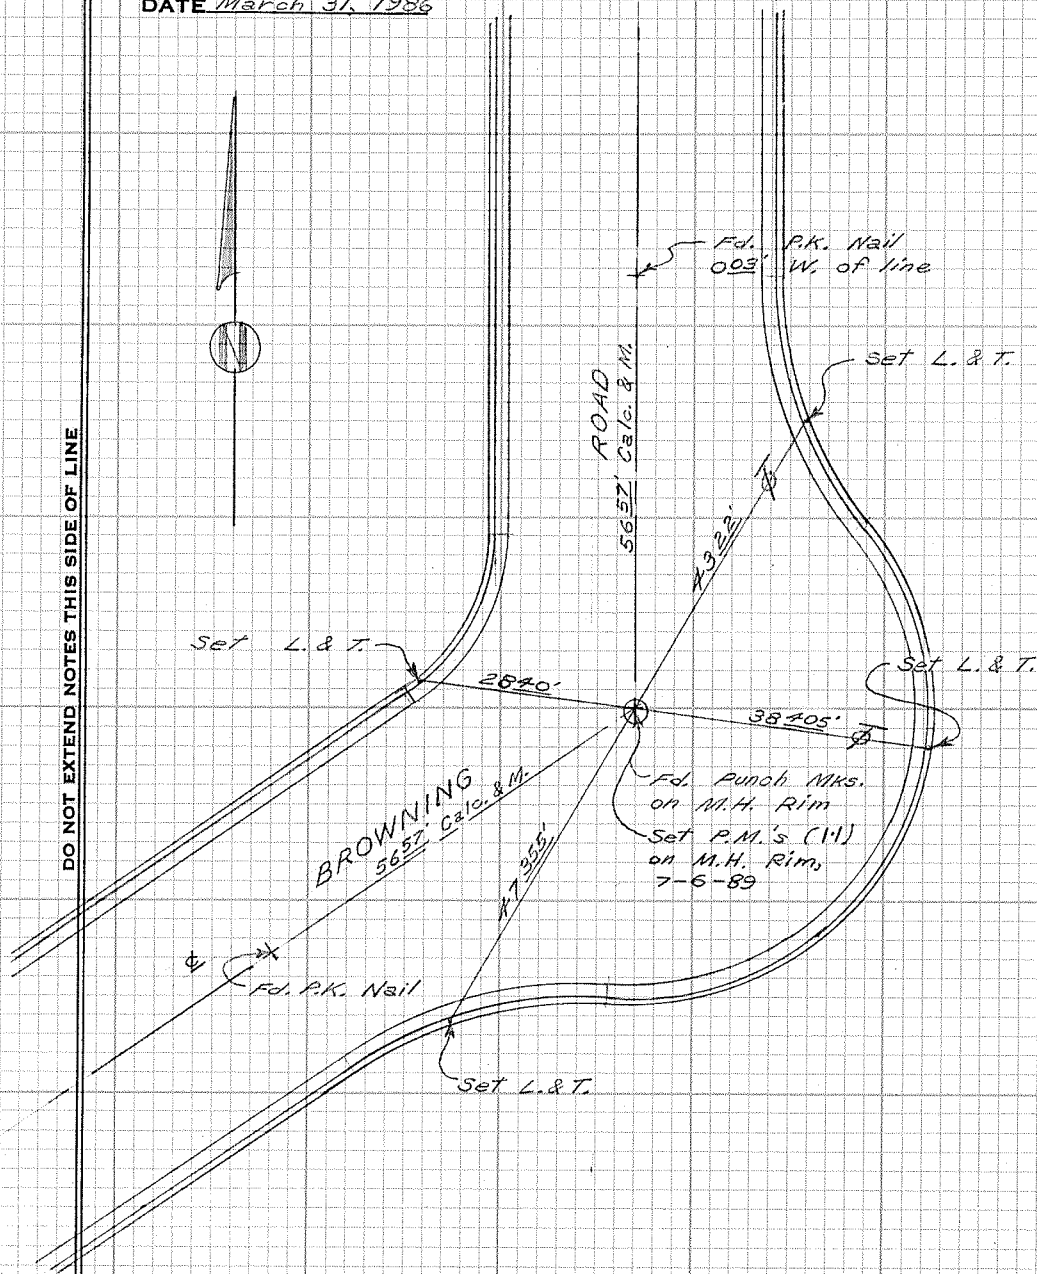 DATE March 31, 1986
DO NOT EXTEND NOTES THIS SIDE OF LINE
N
Fd. P.K. Nail
0.03' W. of line
ROAD
56.57' Calc. & M.
Set L. & T.
43.22'
Set L. & T.
28.40'
Set L. & T.
38.405'
BROWNING
56.57' Calc. & M.
47.355'
Fd. Punch Mks.
on M.H. Rim
Set P.M.'s (1·1)
on M.H. Rim,
7-6-89
℄
Fd. P.K. Nail
Set L. & T.